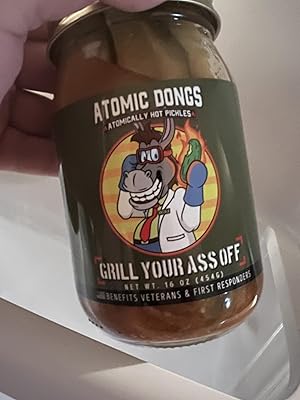 ATOMIC DONGS
ATOMICALLY HOT PICKLES
GRILL YOUR ASS OFF
NET WT. 16 OZ (454G)
BENEFITS VETERANS & FIRST RESPONDERS